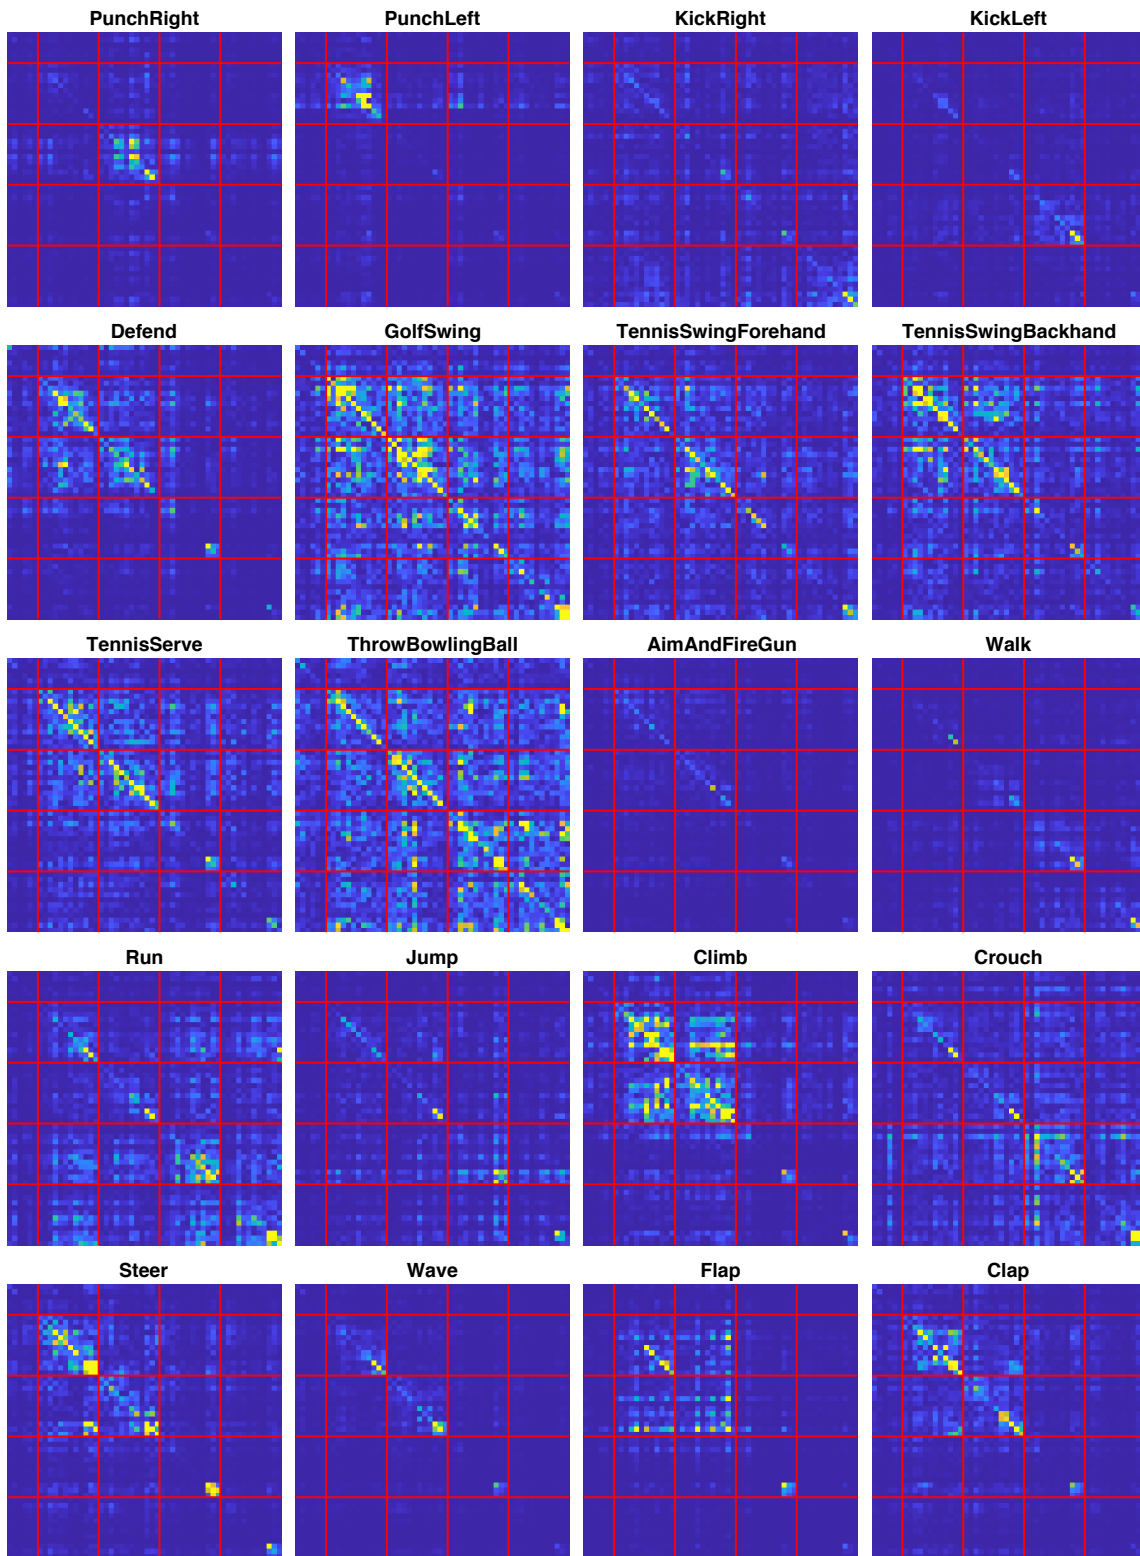 PunchRight PunchLeft KickRight KickLeft
Defend GolfSwing TennisSwingForehand TennisSwingBackhand
TennisServe ThrowBowlingBall AimAndFireGun Walk
Run Jump Climb Crouch
Steer Wave Flap Clap